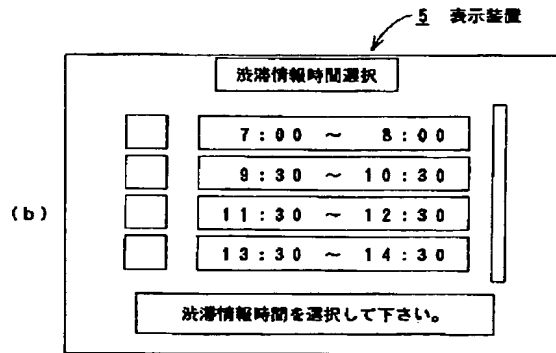 5 表示装置
渋滞情報時間選択
7:00 ～ 8:00
9:30 ～ 10:30
(b)
11:30 ～ 12:30
13:30 ～ 14:30
渋滞情報時間を選択して下さい。